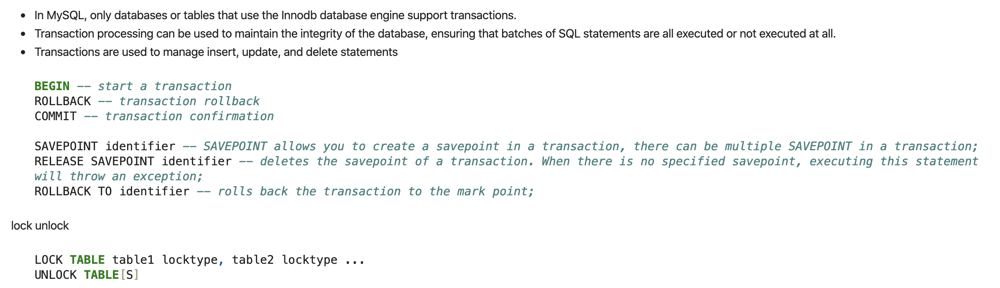 In MySQL, only databases or tables that use the Innodb database engine support transactions.
Transaction processing can be used to maintain the integrity of the database, ensuring that batches of SQL statements are all executed or not executed at all.
Transactions are used to manage insert, update, and delete statements
BEGIN -- start a transaction
ROLLBACK -- transaction rollback
COMMIT -- transaction confirmation
SAVEPOINT identifier -- SAVEPOINT allows you to create a savepoint in a transaction, there can be multiple SAVEPOINT in a transaction;
RELEASE SAVEPOINT identifier -- deletes the savepoint of a transaction. When there is no specified savepoint, executing this statement
will throw an exception;
ROLLBACK TO identifier -- rolls back the transaction to the mark point;
lock unlock
LOCK TABLE table1 locktype, table2 locktype ...
UNLOCK TABLE[S]